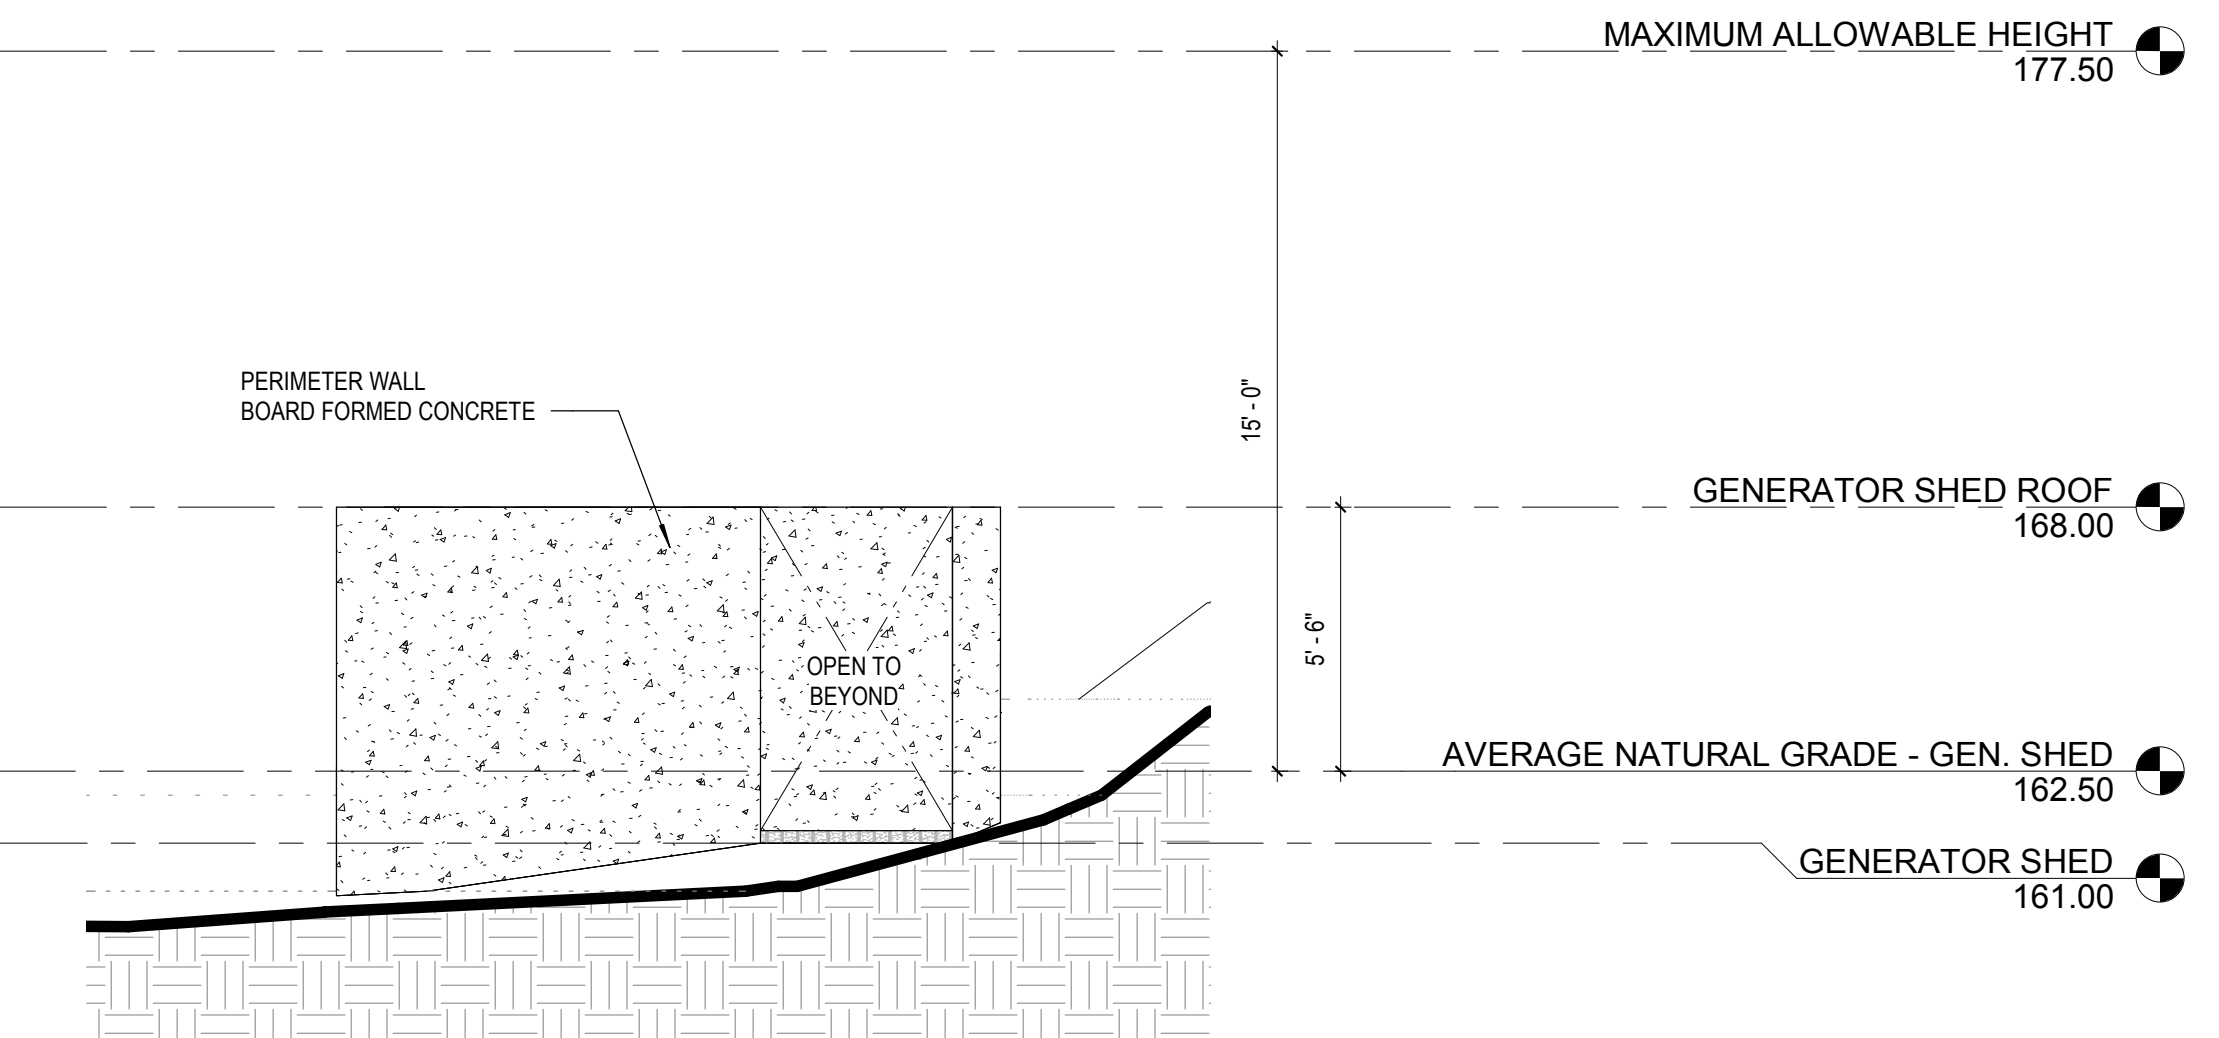 MAXIMUM ALLOWABLE HEIGHT
177.50
PERIMETER WALL
BOARD FORMED CONCRETE
15' - 0"
GENERATOR SHED ROOF
168.00
5' - 6"
OPEN TO
BEYOND
AVERAGE NATURAL GRADE - GEN. SHED
162.50
GENERATOR SHED
161.00